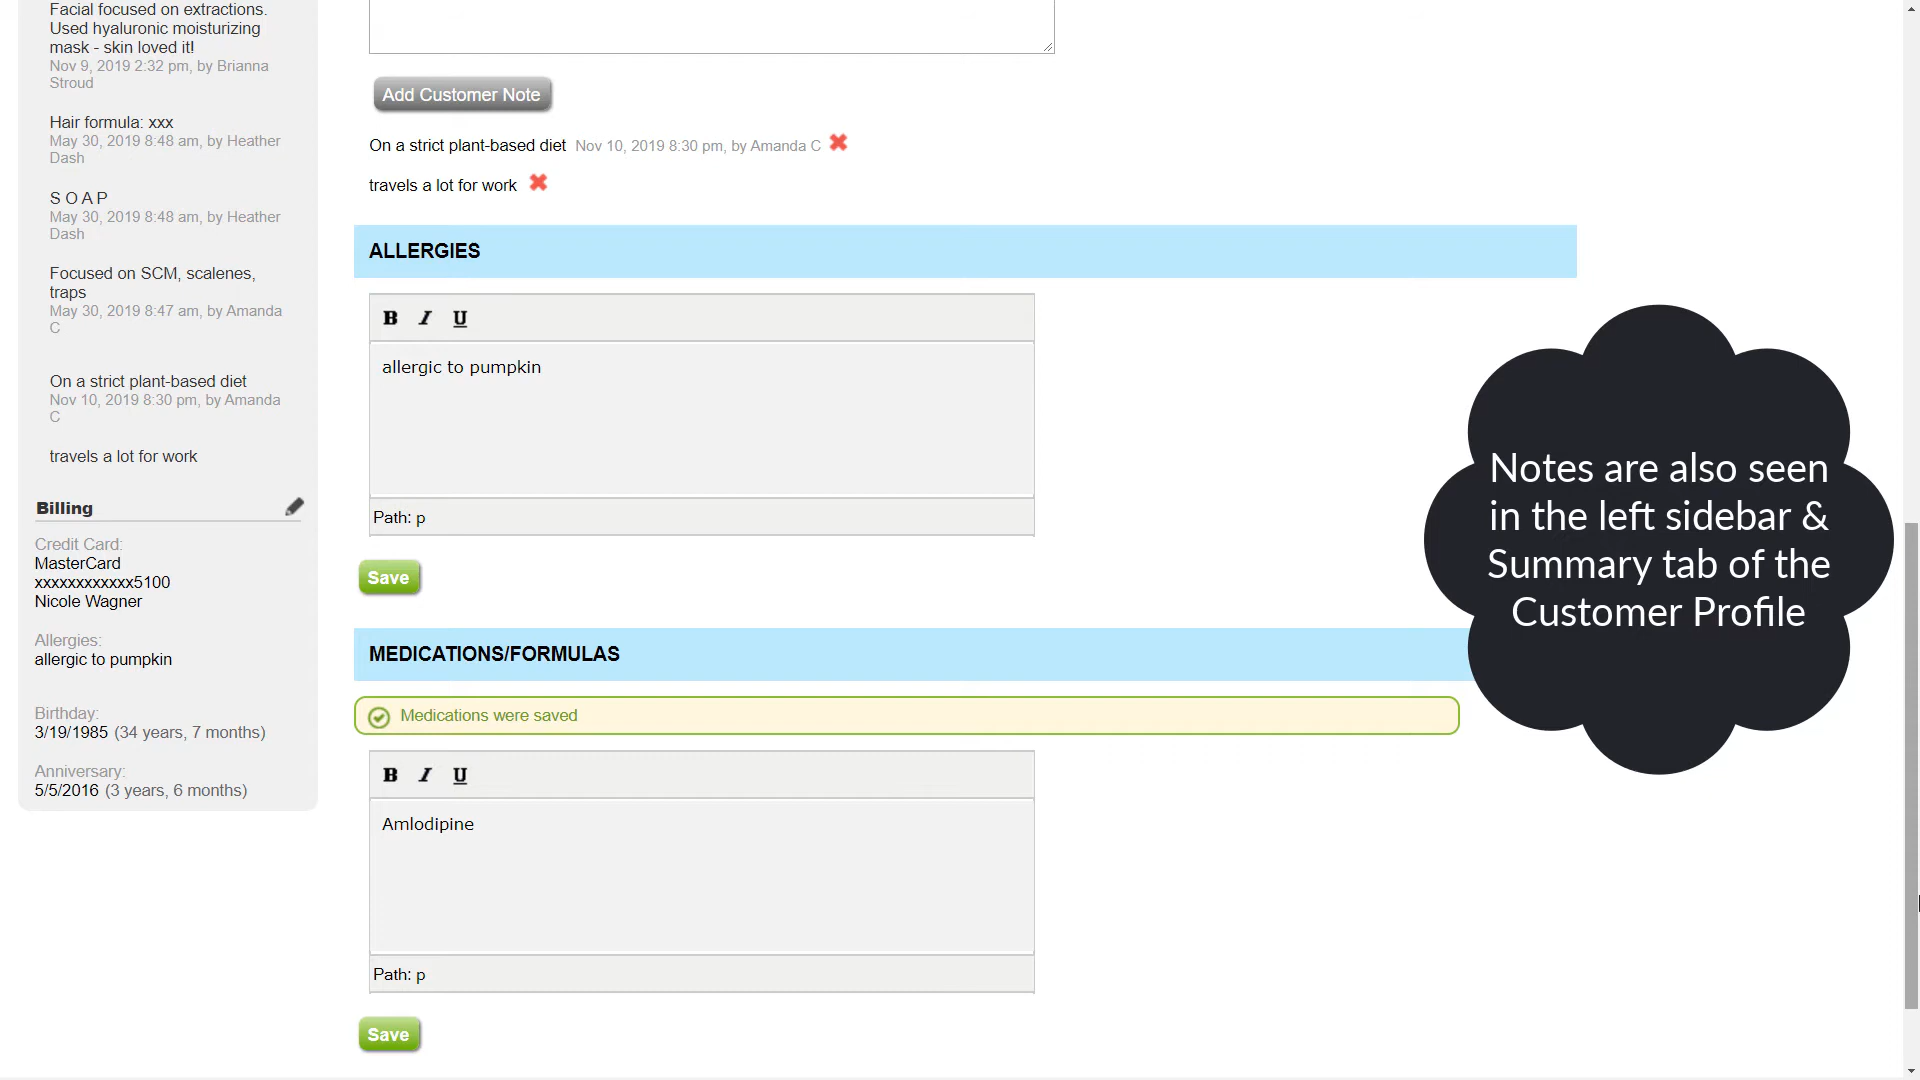 Facial focused on extractions.
Used hyaluronic moisturizing
mask - skin loved it!
Nov 9, 2019 2:32 pm, by Brianna
Stroud
Hair formula: xxx
May 30, 2019 8:48 am, by Heather
Dash
S O A P
May 30, 2019 8:48 am, by Heather
Dash
Focused on SCM, scalenes,
traps
May 30, 2019 8:47 am, by Amanda
C
On a strict plant-based diet
Nov 10, 2019 8:30 pm, by Amanda
C
travels a lot for work
Billing
Credit Card:
MasterCard
xxxxxxxxxxxx5100
Nicole Wagner
Allergies:
allergic to pumpkin
Birthday:
3/19/1985 (34 years, 7 months)
Anniversary:
5/5/2016 (3 years, 6 months)
Add Customer Note
On a strict plant-based diet Nov 10, 2019 8:30 pm, by Amanda C
travels a lot for work
ALLERGIES
B I U
allergic to pumpkin
Path: p
Save
MEDICATIONS/FORMULAS
Medications were saved
B I U
Amlodipine
Path: p
Save
Notes are also seen
in the left sidebar &
Summary tab of the
Customer Profile